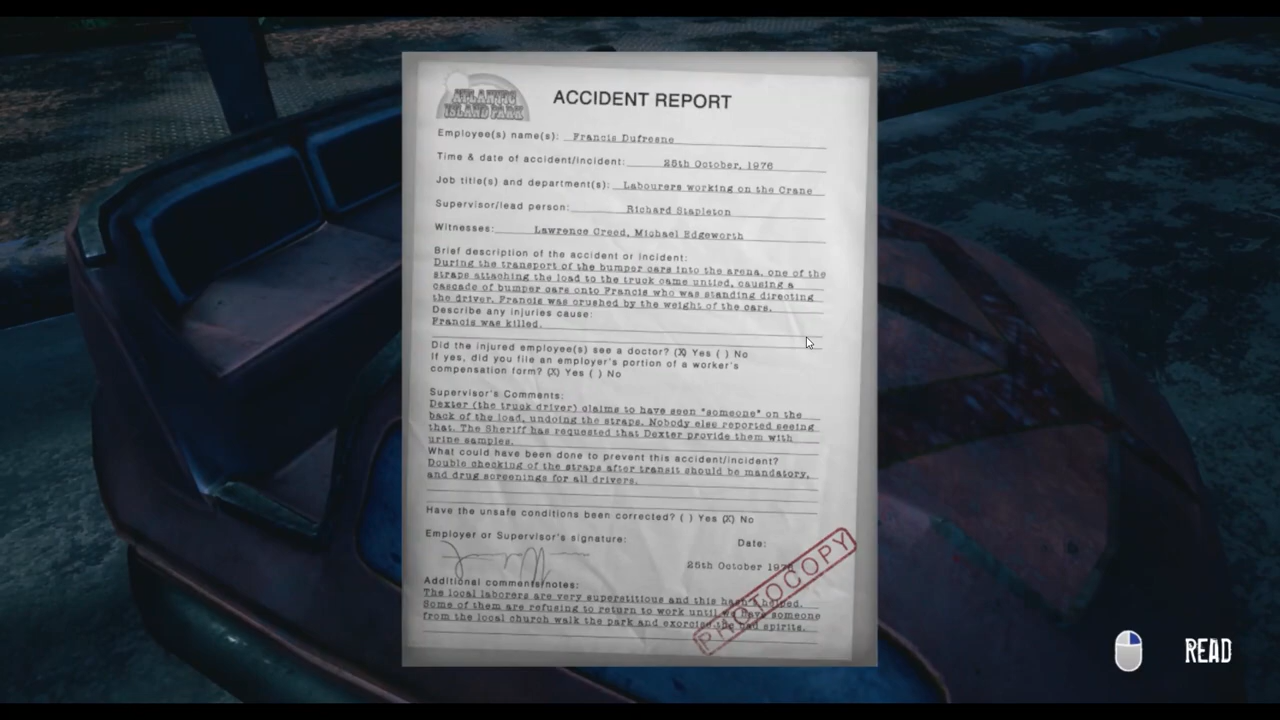 ATLANTIC
ISLAND PARK
ACCIDENT REPORT
Employee(s) name(s): Francis Dufresne
Time & date of accident/incident: 25th October, 1976
Job title(s) and department(s): Labourers working on the Crane
Supervisor/lead person: Richard Stapleton
Witnesses: Lawrence Creed, Michael Edgeworth
Brief description of the accident or incident:
During the transport of the bumper cars into the arena, one of the
straps attaching the load to the truck came untied, causing a
cascade of bumper cars onto Francis who was standing directing
the driver. Francis was crushed by the weight of the cars.
Describe any injuries cause:
Francis was killed.
Did the injured employee(s) see a doctor? (X) Yes ( ) No
If yes, did you file an employer's portion of a worker's
compensation form? (X) Yes ( ) No
Supervisor's Comments:
Dexter (the truck driver) claims to have seen "someone" on the
back of the load, undoing the straps. Nobody else reported seeing
that. The Sheriff has requested that Dexter provide them with
urine samples.
What could have been done to prevent this accident/incident?
Double checking of the straps after transit should be mandatory,
and drug screenings for all drivers.
Have the unsafe conditions been corrected? ( ) Yes (X) No
Employer or Supervisor's signature:
Date:
25th October 1976
PHOTOCOPY
Additional comments/notes:
The local laborers are very superstitious and this hasn't helped.
Some of them are refusing to return to work until we have someone
from the local church walk the park and exorcise the bad spirits.
READ